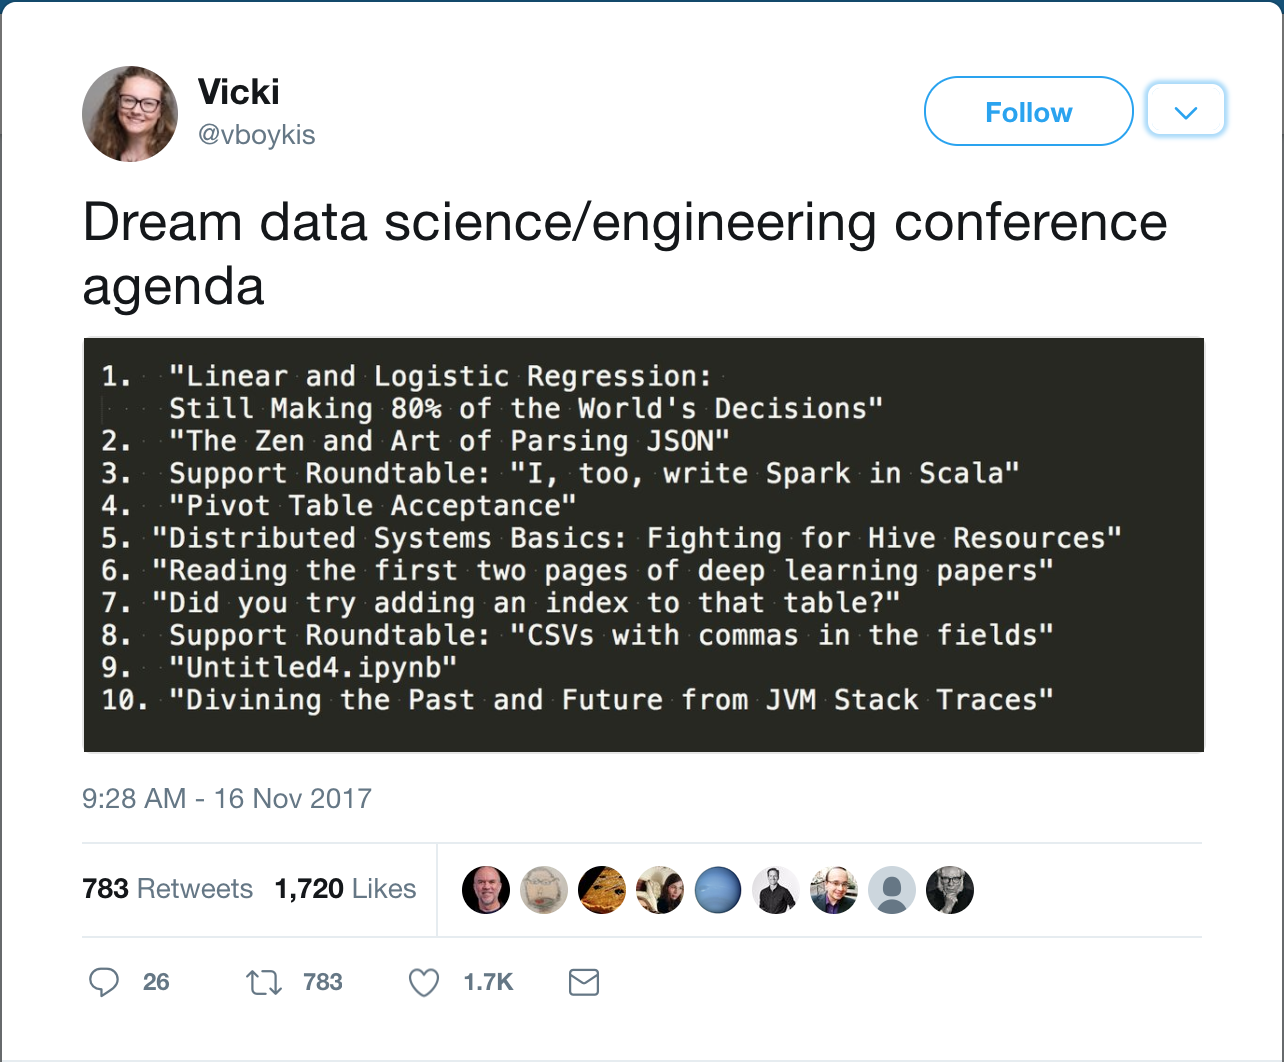 Vicki
@vboykis
Follow
Dream data science/engineering conference
agenda
1. "Linear and Logistic Regression:
Still Making 80% of the World's Decisions"
2. "The Zen and Art of Parsing JSON"
3. Support Roundtable: "I, too, write Spark in Scala"
4. "Pivot Table Acceptance"
5. "Distributed Systems Basics: Fighting for Hive Resources"
6. "Reading the first two pages of deep learning papers"
7. "Did you try adding an index to that table?"
8. Support Roundtable: "CSVs with commas in the fields"
9. "Untitled4.ipynb"
10. "Divining the Past and Future from JVM Stack Traces"
9:28 AM - 16 Nov 2017
783 Retweets 1,720 Likes
26 783 1.7K